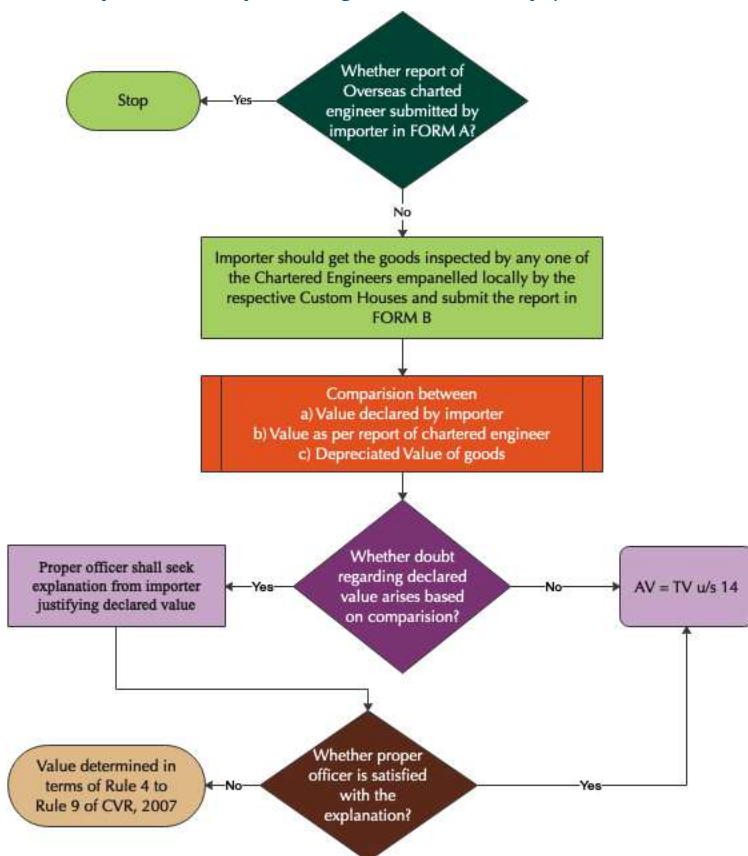 Whether report of
Overseas charted
engineer submitted by
importer in FORM A?
Yes
Stop
No
Importer should get the goods inspected by any one of
the Chartered Engineers empanelled locally by the
respective Custom Houses and submit the report in
FORM B
Comparision between
a) Value declared by importer
b) Value as per report of chartered engineer
c) Depreciated Value of goods
Whether doubt
regarding declared
value arises based
on comparision?
Yes
Proper officer shall seek
explanation from importer
justifying declared value
No
AV = TV u/s 14
Whether proper
officer is satisfied
with the
explanation?
No
Value determined in
terms of Rule 4 to
Rule 9 of CVR, 2007
Yes